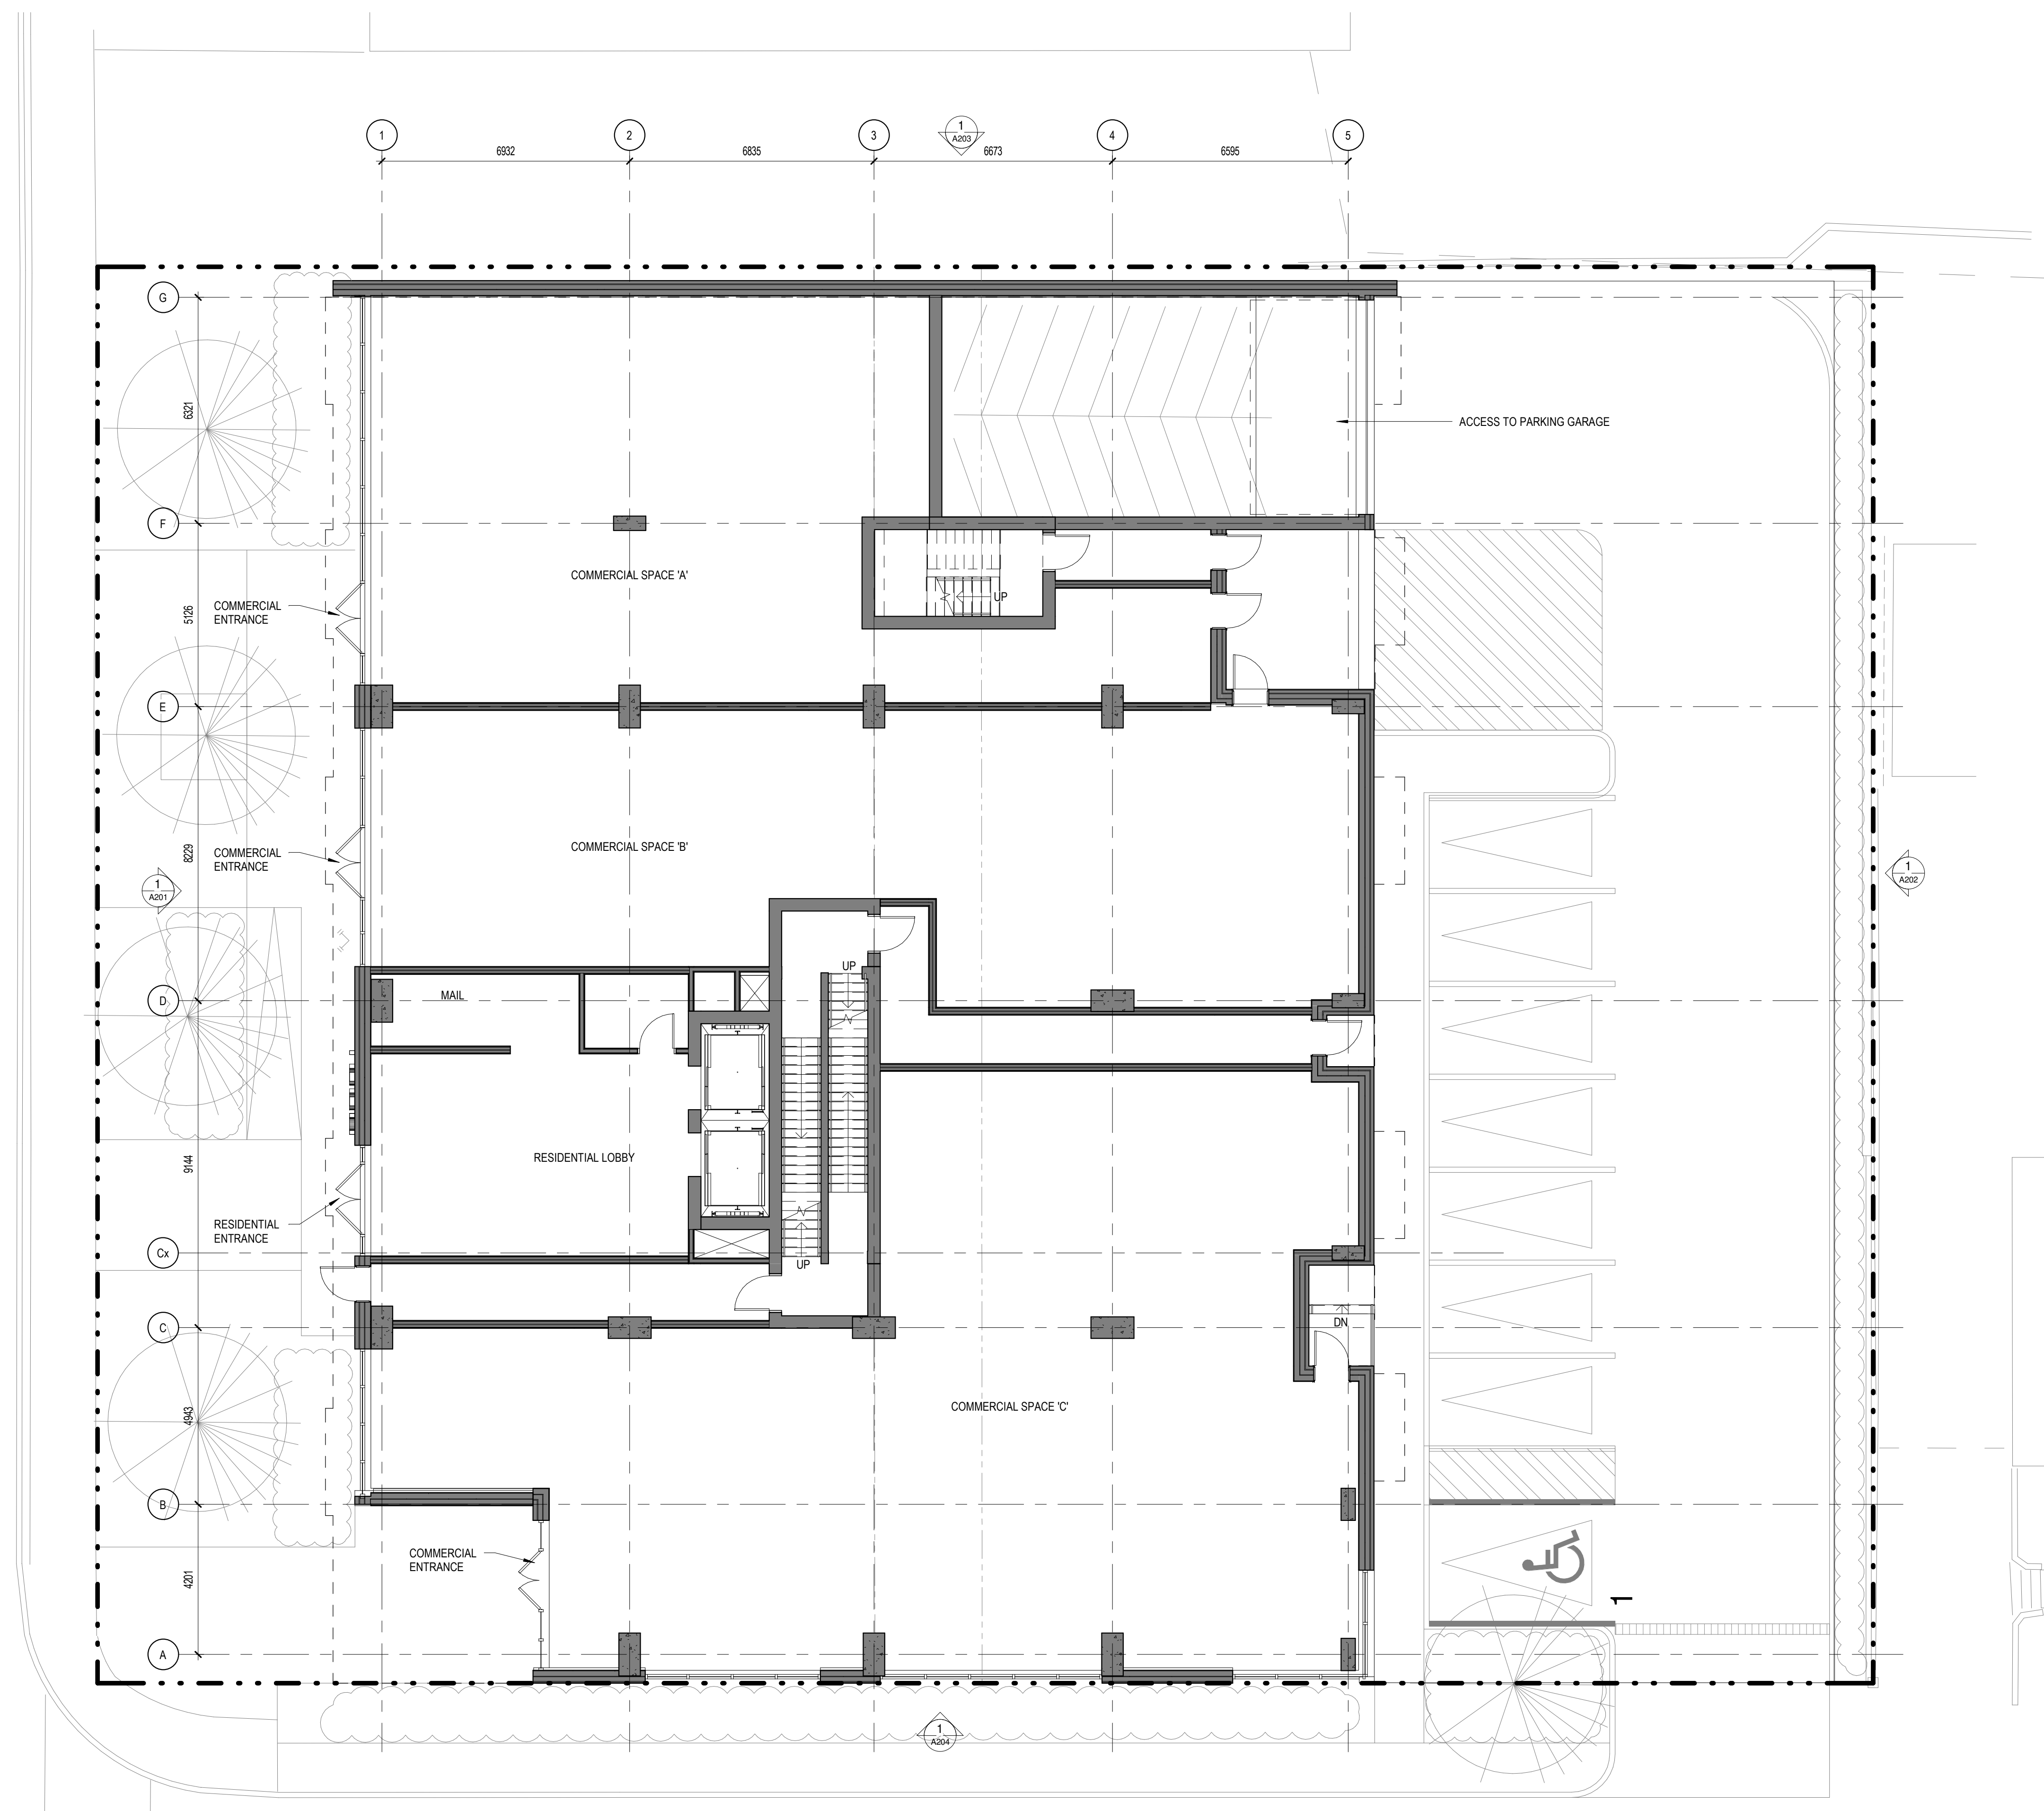 1
2
3
1
A203
4
5
6932
6835
6673
6595
G
6321
ACCESS TO PARKING GARAGE
F
COMMERCIAL SPACE 'A'
UP
COMMERCIAL
ENTRANCE
5126
E
COMMERCIAL SPACE 'B'
COMMERCIAL
ENTRANCE
8229
1
A201
1
A202
UP
MAIL
D
RESIDENTIAL LOBBY
9144
RESIDENTIAL
ENTRANCE
Cx
UP
C
DN
COMMERCIAL SPACE 'C'
4943
B
COMMERCIAL
ENTRANCE
4201
1
A
1
A204